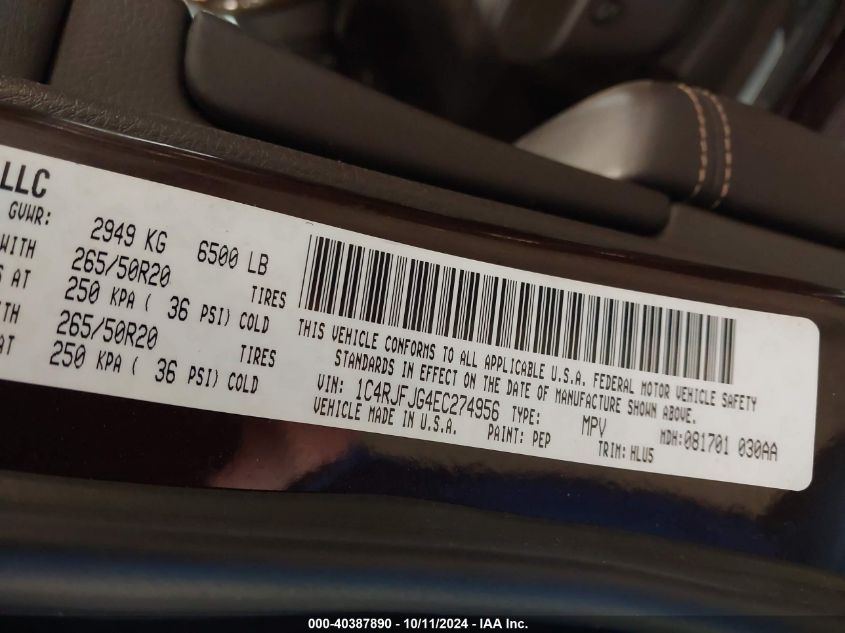 LLC
GVWR: 2949 KG 6500 LB
WITH 265/50R20 TIRES
S AT 250 KPA ( 36 PSI) COLD
WITH 265/50R20 TIRES
AT 250 KPA ( 36 PSI) COLD
THIS VEHICLE CONFORMS TO ALL APPLICABLE U.S.A. FEDERAL MOTOR VEHICLE SAFETY
STANDARDS IN EFFECT ON THE DATE OF MANUFACTURE SHOWN ABOVE.
VIN: 1C4RJFJG4EC274956 TYPE: MPV MDH:081701 030AA
VEHICLE MADE IN U.S.A. PAINT: PEP TRIM: HLU5
000-40387890 - 10/11/2024 - IAA Inc.